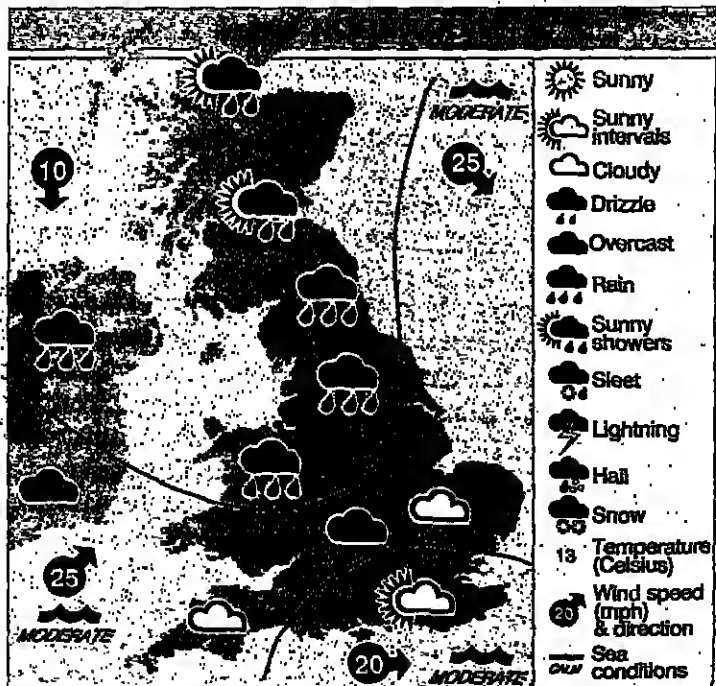 MODERATE
10
25
25
MODERATE
20
MODERATE
Sunny
Sunny
intervals
Cloudy
Drizzle
Overcast
Rain
Sunny
showers
Sleet
Lightning
Hail
Snow
13 Temperature
(Celsius)
20 Wind speed
(mph)
& direction
CALM Sea
conditions